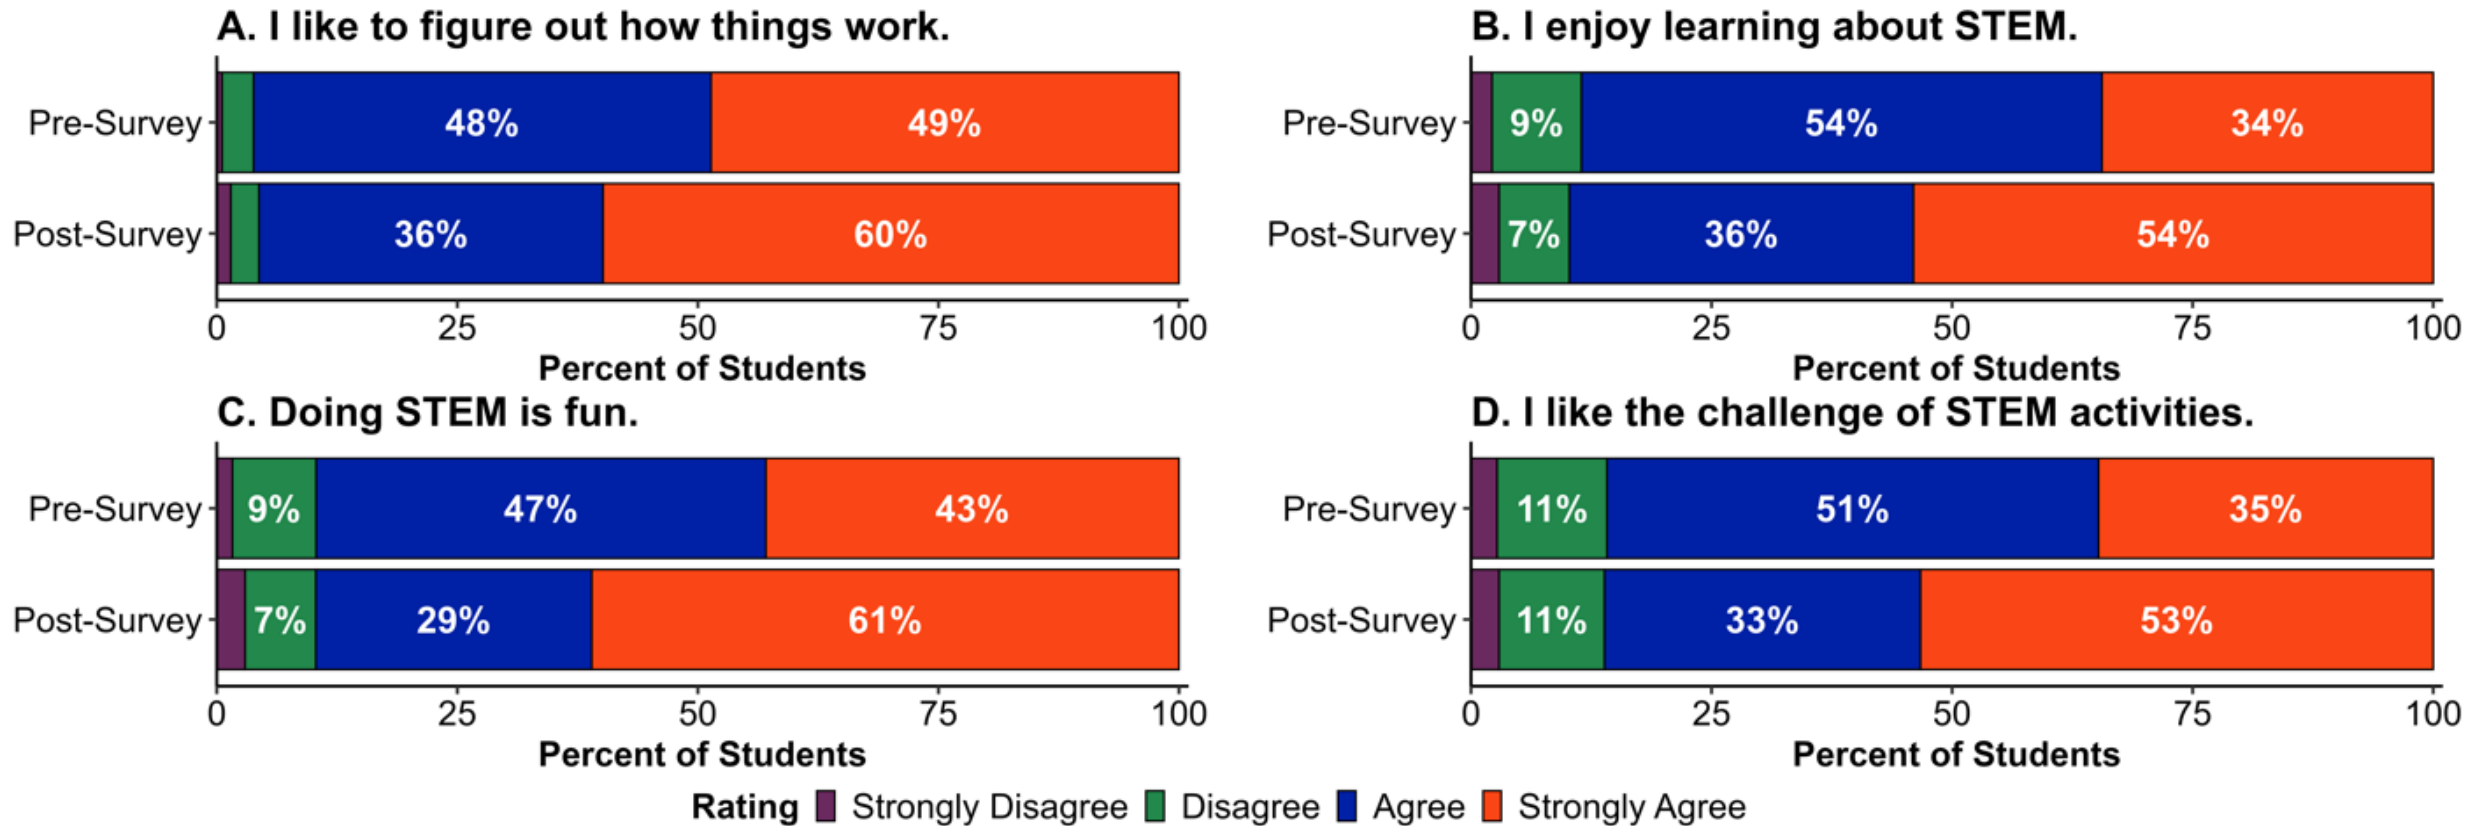 A. I like to figure out how things work.
Pre-Survey
48%
49%
Post-Survey
36%
60%
0 25 50 75 100
Percent of Students
B. I enjoy learning about STEM.
Pre-Survey
9%
54%
34%
Post-Survey
7%
36%
54%
0 25 50 75 100
Percent of Students
C. Doing STEM is fun.
Pre-Survey
9%
47%
43%
Post-Survey
7%
29%
61%
0 25 50 75 100
Percent of Students
D. I like the challenge of STEM activities.
Pre-Survey
11%
51%
35%
Post-Survey
11%
33%
53%
0 25 50 75 100
Percent of Students
Rating Strongly Disagree Disagree Agree Strongly Agree